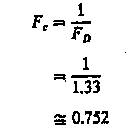 F_c = 1/F_D
= 1/1.33
≅ 0.752